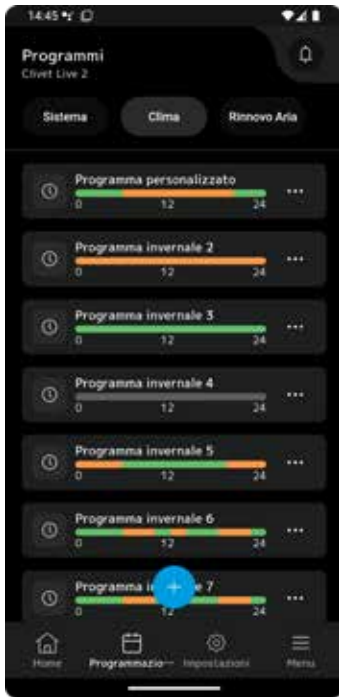 14:45
Programmi
Clivet Live 2
Sistema Clima Rinnovo Aria
Programma personalizzato
0 12 24
Programma invernale 2
0 12 24
Programma invernale 3
0 12 24
Programma invernale 4
0 12 24
Programma invernale 5
0 12 24
Programma invernale 6
0 12 24
Programma i e 7
0 12 24
Home Programmazio Impostazioni Menu